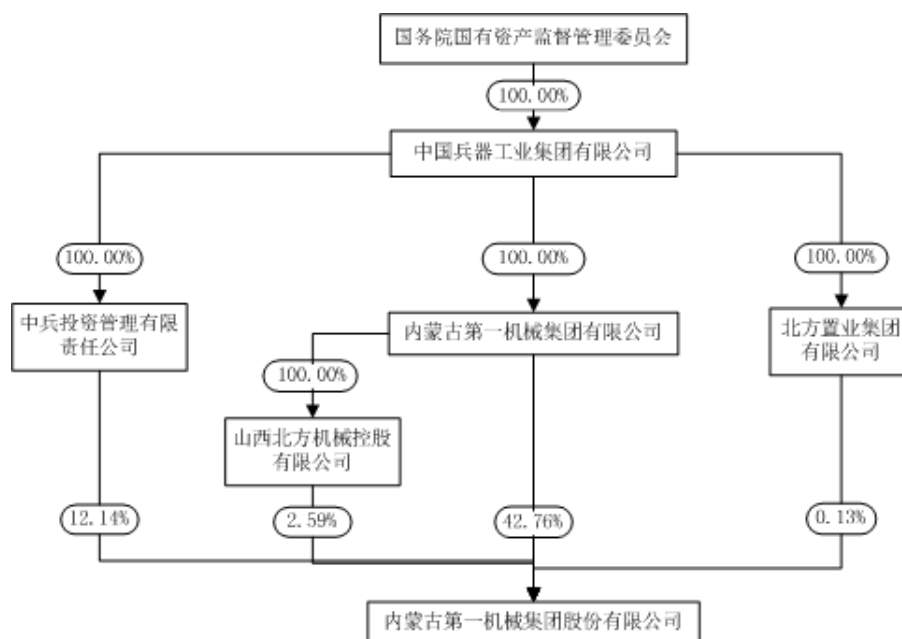 国务院国有资产监督管理委员会
100.00%
中国兵器工业集团有限公司
100.00%
100.00%
100.00%
中兵投资管理有限
责任公司
内蒙古第一机械集团有限公司
北方置业集团
有限公司
100.00%
山西北方机械控股
有限公司
12.14%
2.59%
42.76%
0.13%
内蒙古第一机械集团股份有限公司